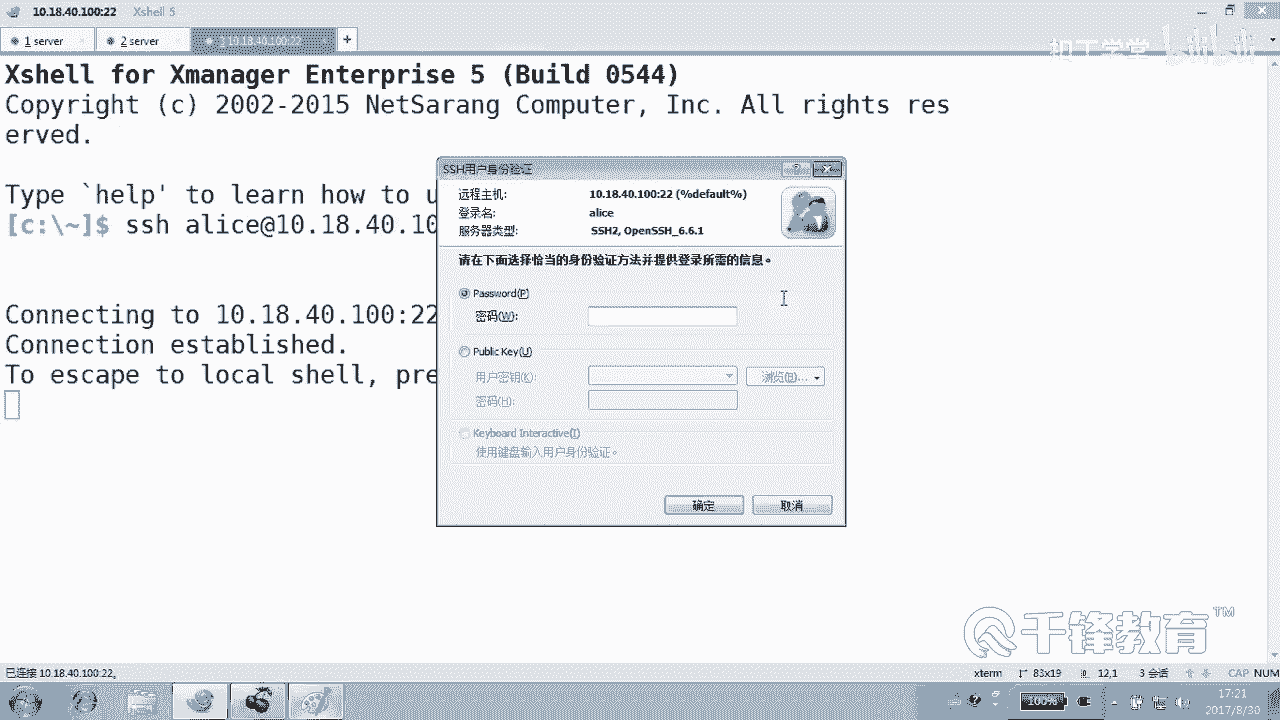 10.18.40.100:22 Xshell 5
1 server
2 server
3 10.18.40.100:22
+
扣丁学堂 bilibili
Xshell for Xmanager Enterprise 5 (Build 0544)
Copyright (c) 2002-2015 NetSarang Computer, Inc. All rights res
erved.
Type `help' to learn how to u
[c:\~]$ ssh alice@10.18.40.10
Connecting to 10.18.40.100:22
Connection established.
To escape to local shell, pre
SSH用户身份验证
远程主机: 10.18.40.100:22 (%default%)
登录名: alice
服务器类型: SSH2, OpenSSH_6.6.1
请在下面选择恰当的身份验证方法并提供登录所需的信息。
Password(P)
密码(W):
Public Key(U)
用户密钥(K):
浏览(B)...
密码(H):
Keyboard Interactive(I)
使用键盘输入用户身份验证。
确定
取消
千锋教育 TM
已连接 10.18.40.100:22。
xterm 83x19 12,1 3 会话 CAP NUM
100%
17:21
2017/8/30